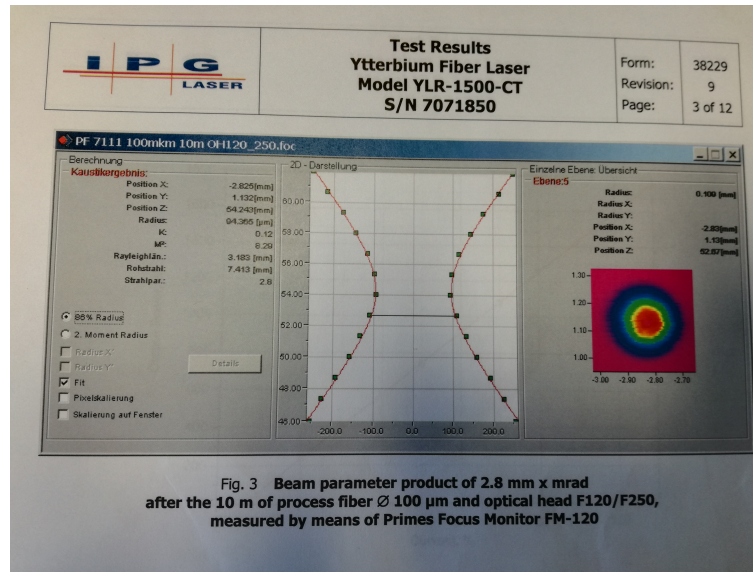 IPG
LASER
Test Results
Ytterbium Fiber Laser
Model YLR-1500-CT
S/N 7071850
Form: 38229
Revision: 9
Page: 3 of 12
PF 7111 100mkm 10m OH120_250.foc
Berechnung
Kaustikergebnis:
Position X: -2.825[mm]
Position Y: 1.132[mm]
Position Z: 54.243[mm]
Radius: 94.365 [µm]
K: 0.12
M²: 8.29
Rayleighlän.: 3.183 [mm]
Rohstrahl: 7.413 [mm]
Strahlpar.: 2.8
86% Radius
2. Moment Radius
Radius X'
Radius Y'
Fit
Pixelskalierung
Skalierung auf Fenster
Details
2D - Darstellung
60.00
58.00
56.00
54.00
52.00
50.00
48.00
46.00
-200.0 -100.0 0.0 100.0 200.0
Einzelne Ebene: Übersicht
Ebene:5
Radius: 0.109 [mm]
Radius X:
Radius Y:
Position X: -2.83[mm]
Position Y: 1.13[mm]
Position Z: 52.67[mm]
1.30
1.20
1.10
1.00
-3.00 -2.90 -2.80 -2.70
Fig. 3 Beam parameter product of 2.8 mm x mrad
after the 10 m of process fiber Ø 100 µm and optical head F120/F250,
measured by means of Primes Focus Monitor FM-120